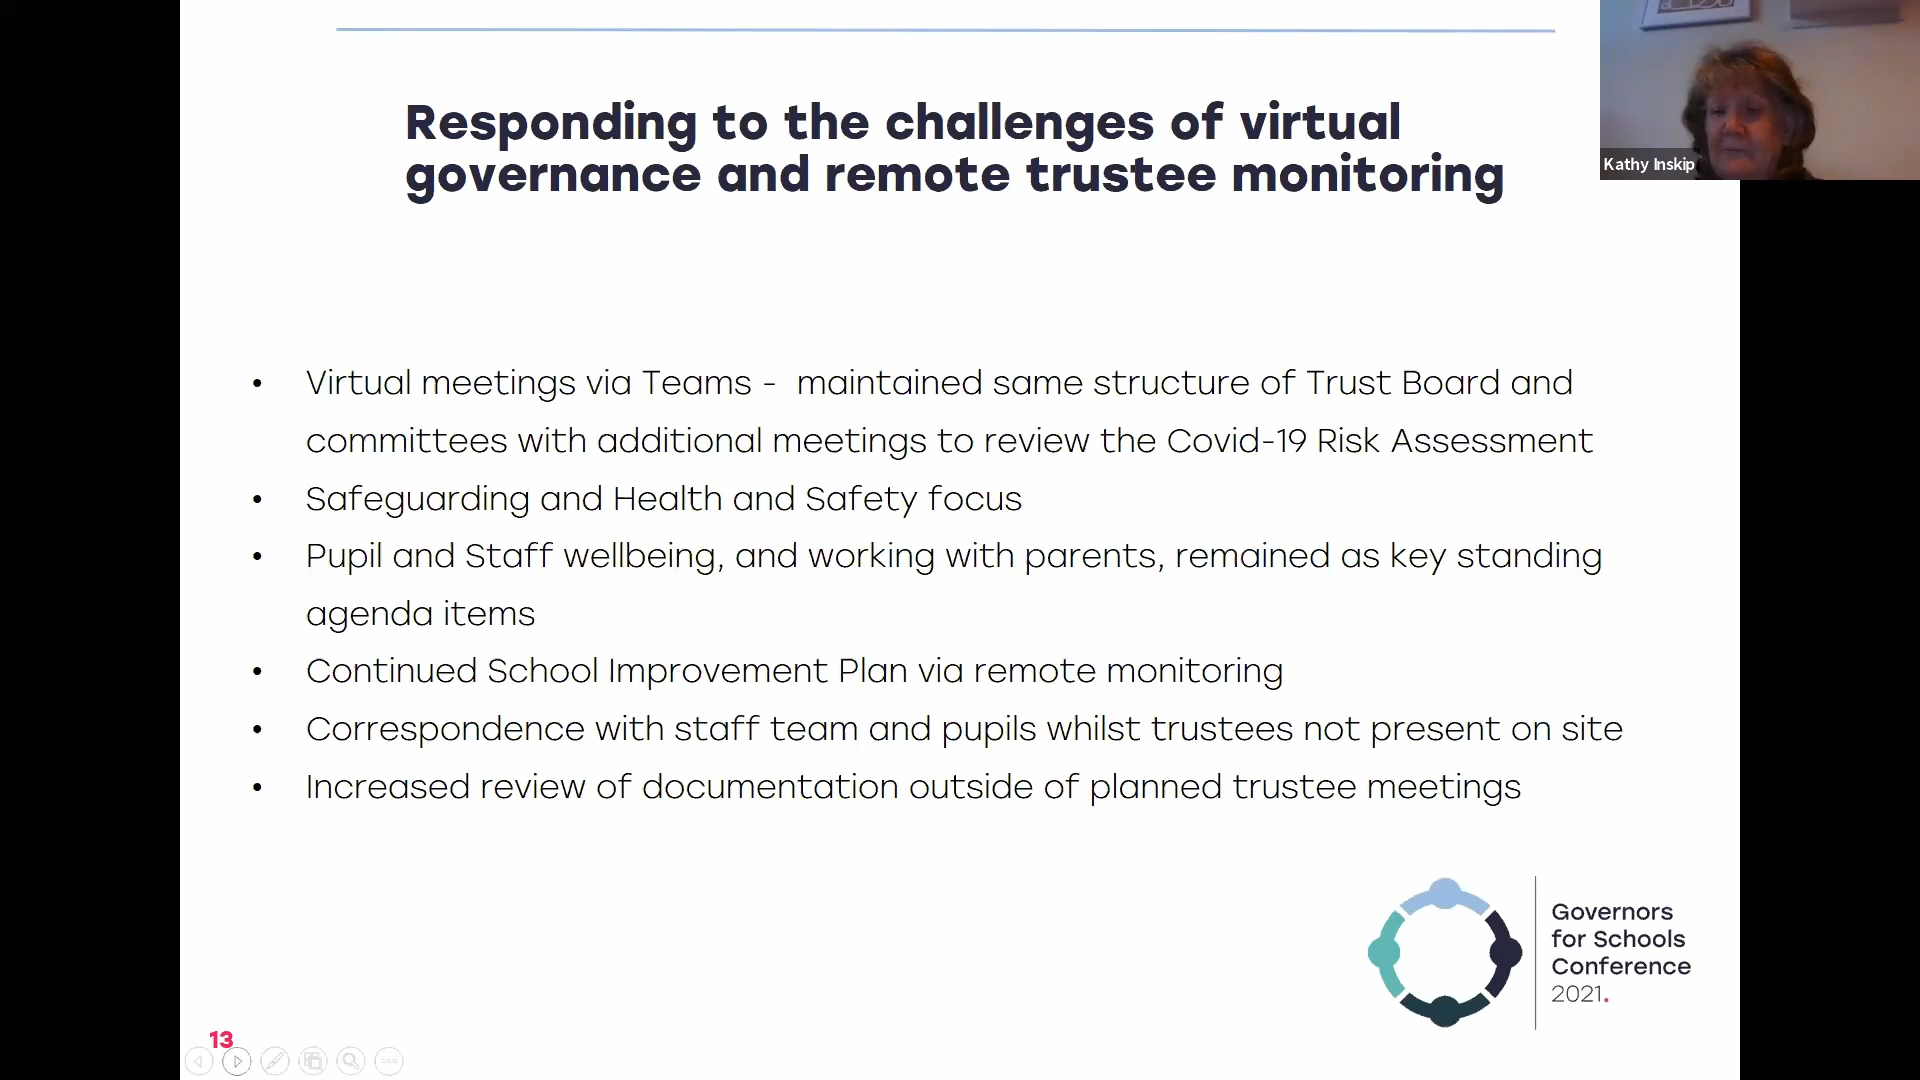 Responding to the challenges of virtual
governance and remote trustee monitoring
Kathy Inskip
• Virtual meetings via Teams -  maintained same structure of Trust Board and
committees with additional meetings to review the Covid-19 Risk Assessment
• Safeguarding and Health and Safety focus
• Pupil and Staff wellbeing, and working with parents, remained as key standing
agenda items
• Continued School Improvement Plan via remote monitoring
• Correspondence with staff team and pupils whilst trustees not present on site
• Increased review of documentation outside of planned trustee meetings
Governors
for Schools
Conference
2021.
13